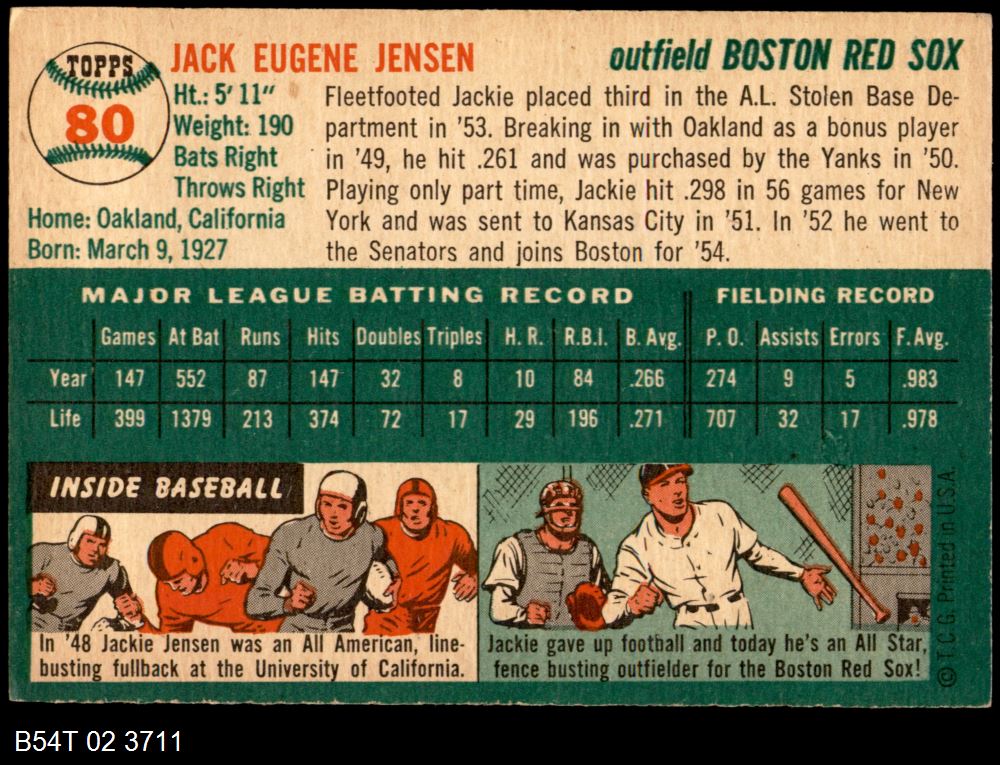 TOPPS
80
JACK EUGENE JENSEN
outfield BOSTON RED SOX
Ht.: 5' 11"
Weight: 190
Bats Right
Throws Right
Home: Oakland, California
Born: March 9, 1927
Fleetfooted Jackie placed third in the A.L. Stolen Base De-
partment in '53. Breaking in with Oakland as a bonus player
in '49, he hit .261 and was purchased by the Yanks in '50.
Playing only part time, Jackie hit .298 in 56 games for New
York and was sent to Kansas City in '51. In '52 he went to
the Senators and joins Boston for '54.
MAJOR LEAGUE BATTING RECORD FIELDING RECORD
Games At Bat Runs Hits Doubles Triples H. R. R.B.I. B. Avg. P. O. Assists Errors F. Avg.
Year 147 552 87 147 32 8 10 84 .266 274 9 5 .983
Life 399 1379 213 374 72 17 29 196 .271 707 32 17 .978
INSIDE BASEBALL
In '48 Jackie Jensen was an All American, line-
busting fullback at the University of California.
Jackie gave up football and today he's an All Star,
fence busting outfielder for the Boston Red Sox!
© T.C.G. Printed in U.S.A.
B54T 02 3711